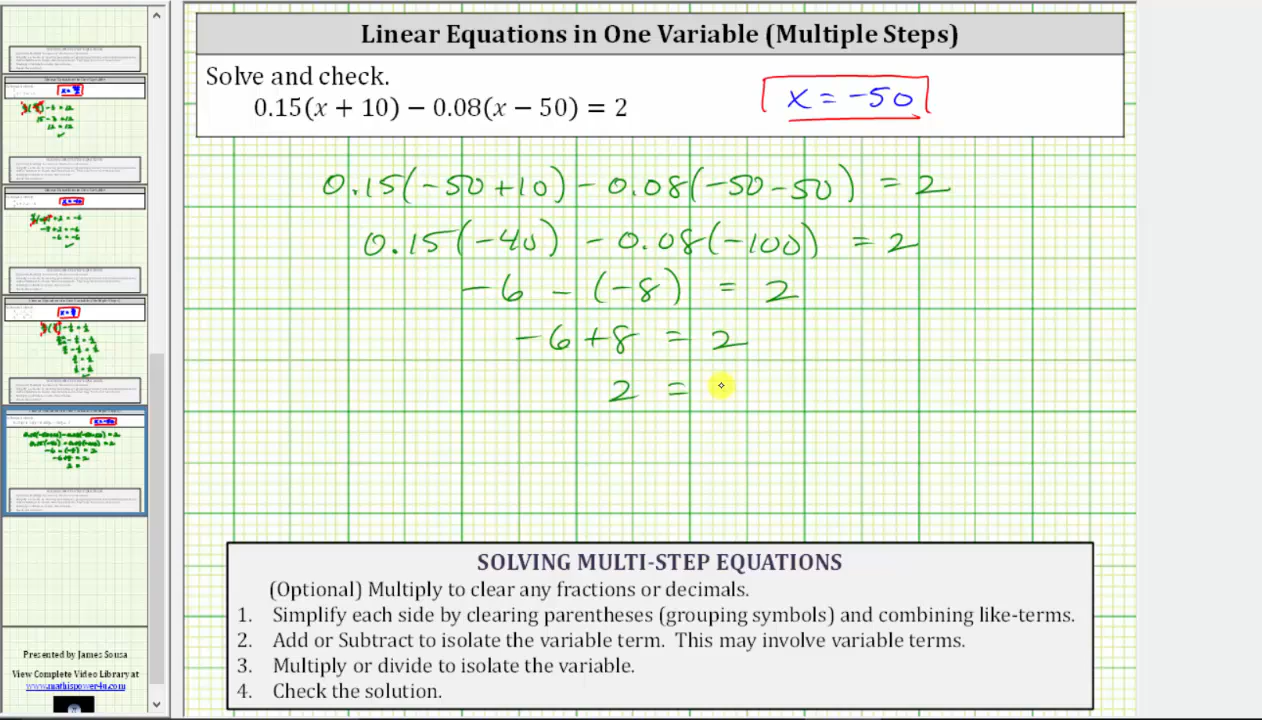 Linear Equations in One Variable (Multiple Steps)
Solve and check.
0.15(x + 10) − 0.08(x − 50) = 2
x = -50
0.15(-50+10) - 0.08(-50-50) = 2
0.15(-40) - 0.08(-100) = 2
-6 - (-8) = 2
-6+8 = 2
2 =
SOLVING MULTI-STEP EQUATIONS
(Optional) Multiply to clear any fractions or decimals.
1. Simplify each side by clearing parentheses (grouping symbols) and combining like-terms.
2. Add or Subtract to isolate the variable term. This may involve variable terms.
3. Multiply or divide to isolate the variable.
4. Check the solution.
Presented by James Sousa
View Complete Video Library at
www.mathispower4u.com